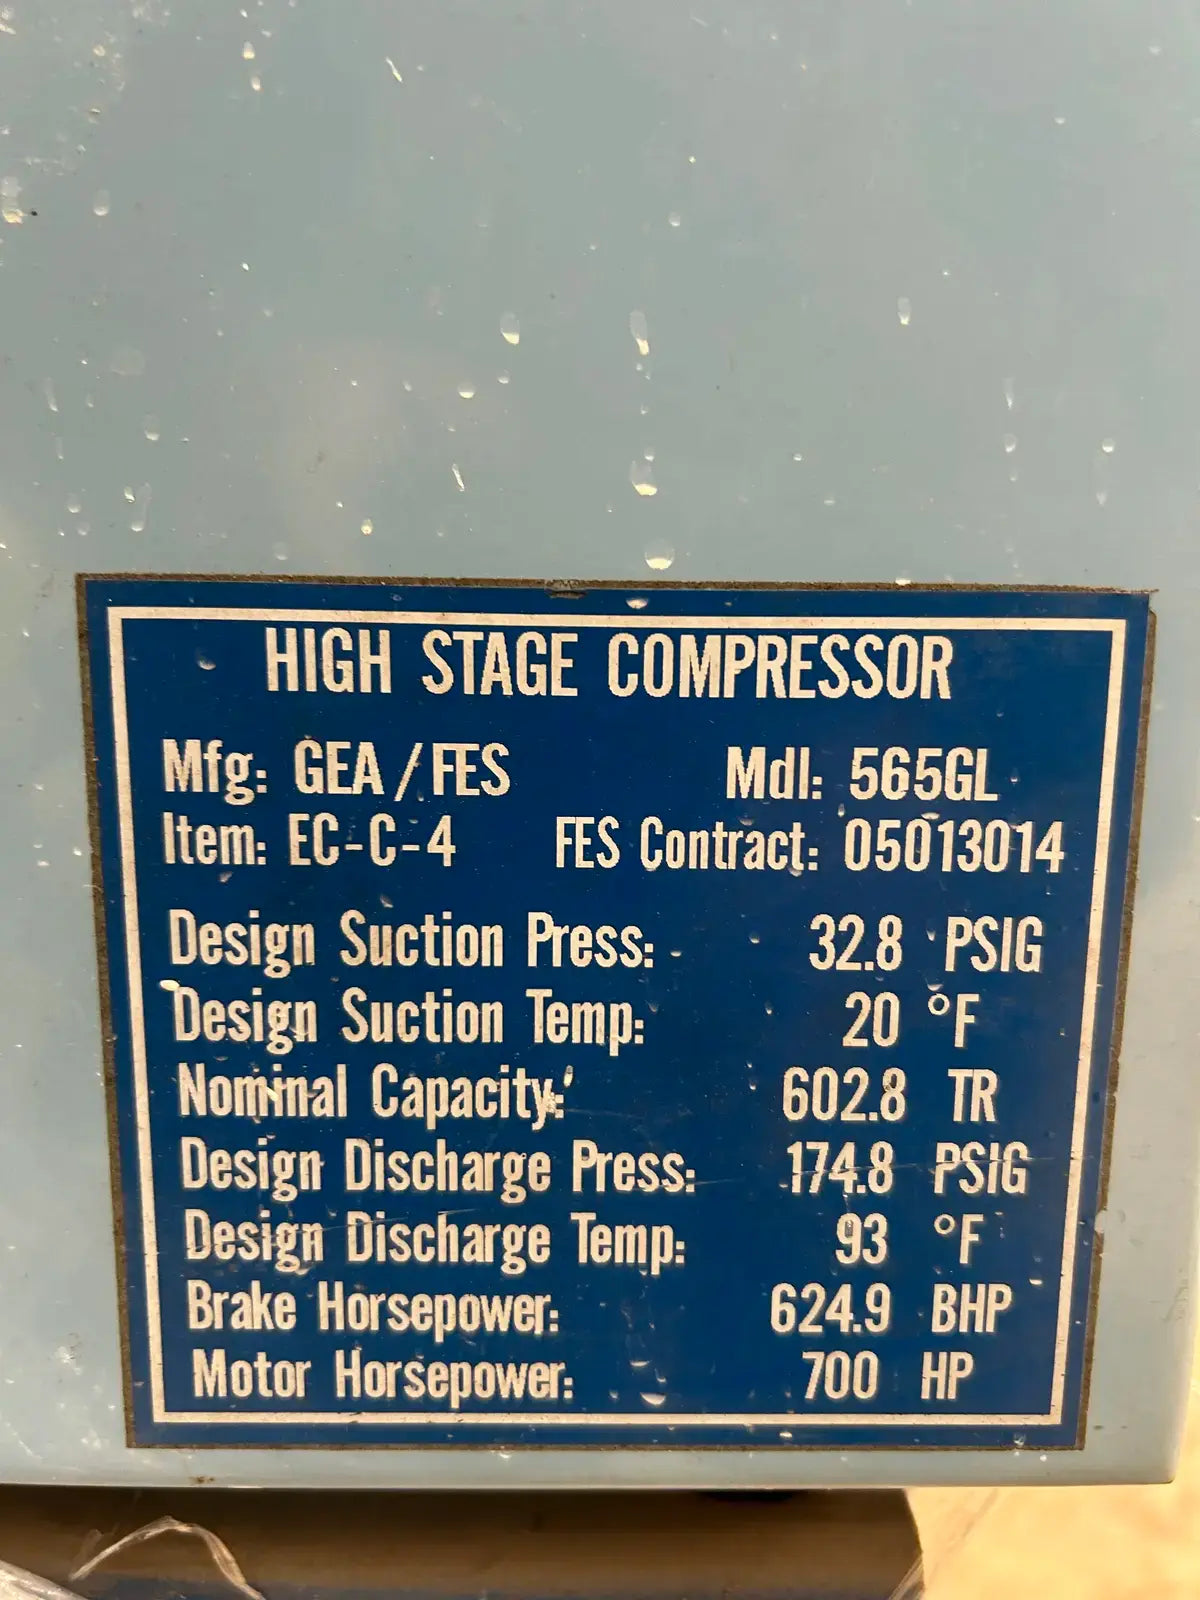 HIGH STAGE COMPRESSOR
Mfg: GEA/FES Mdl: 565GL
Item: EC-C-4 FES Contract: 05013014
Design Suction Press: 32.8 PSIG
Design Suction Temp: 20 °F
Nominal Capacity: 602.8 TR
Design Discharge Press: 174.8 PSIG
Design Discharge Temp: 93 °F
Brake Horsepower: 624.9 BHP
Motor Horsepower: 700 HP